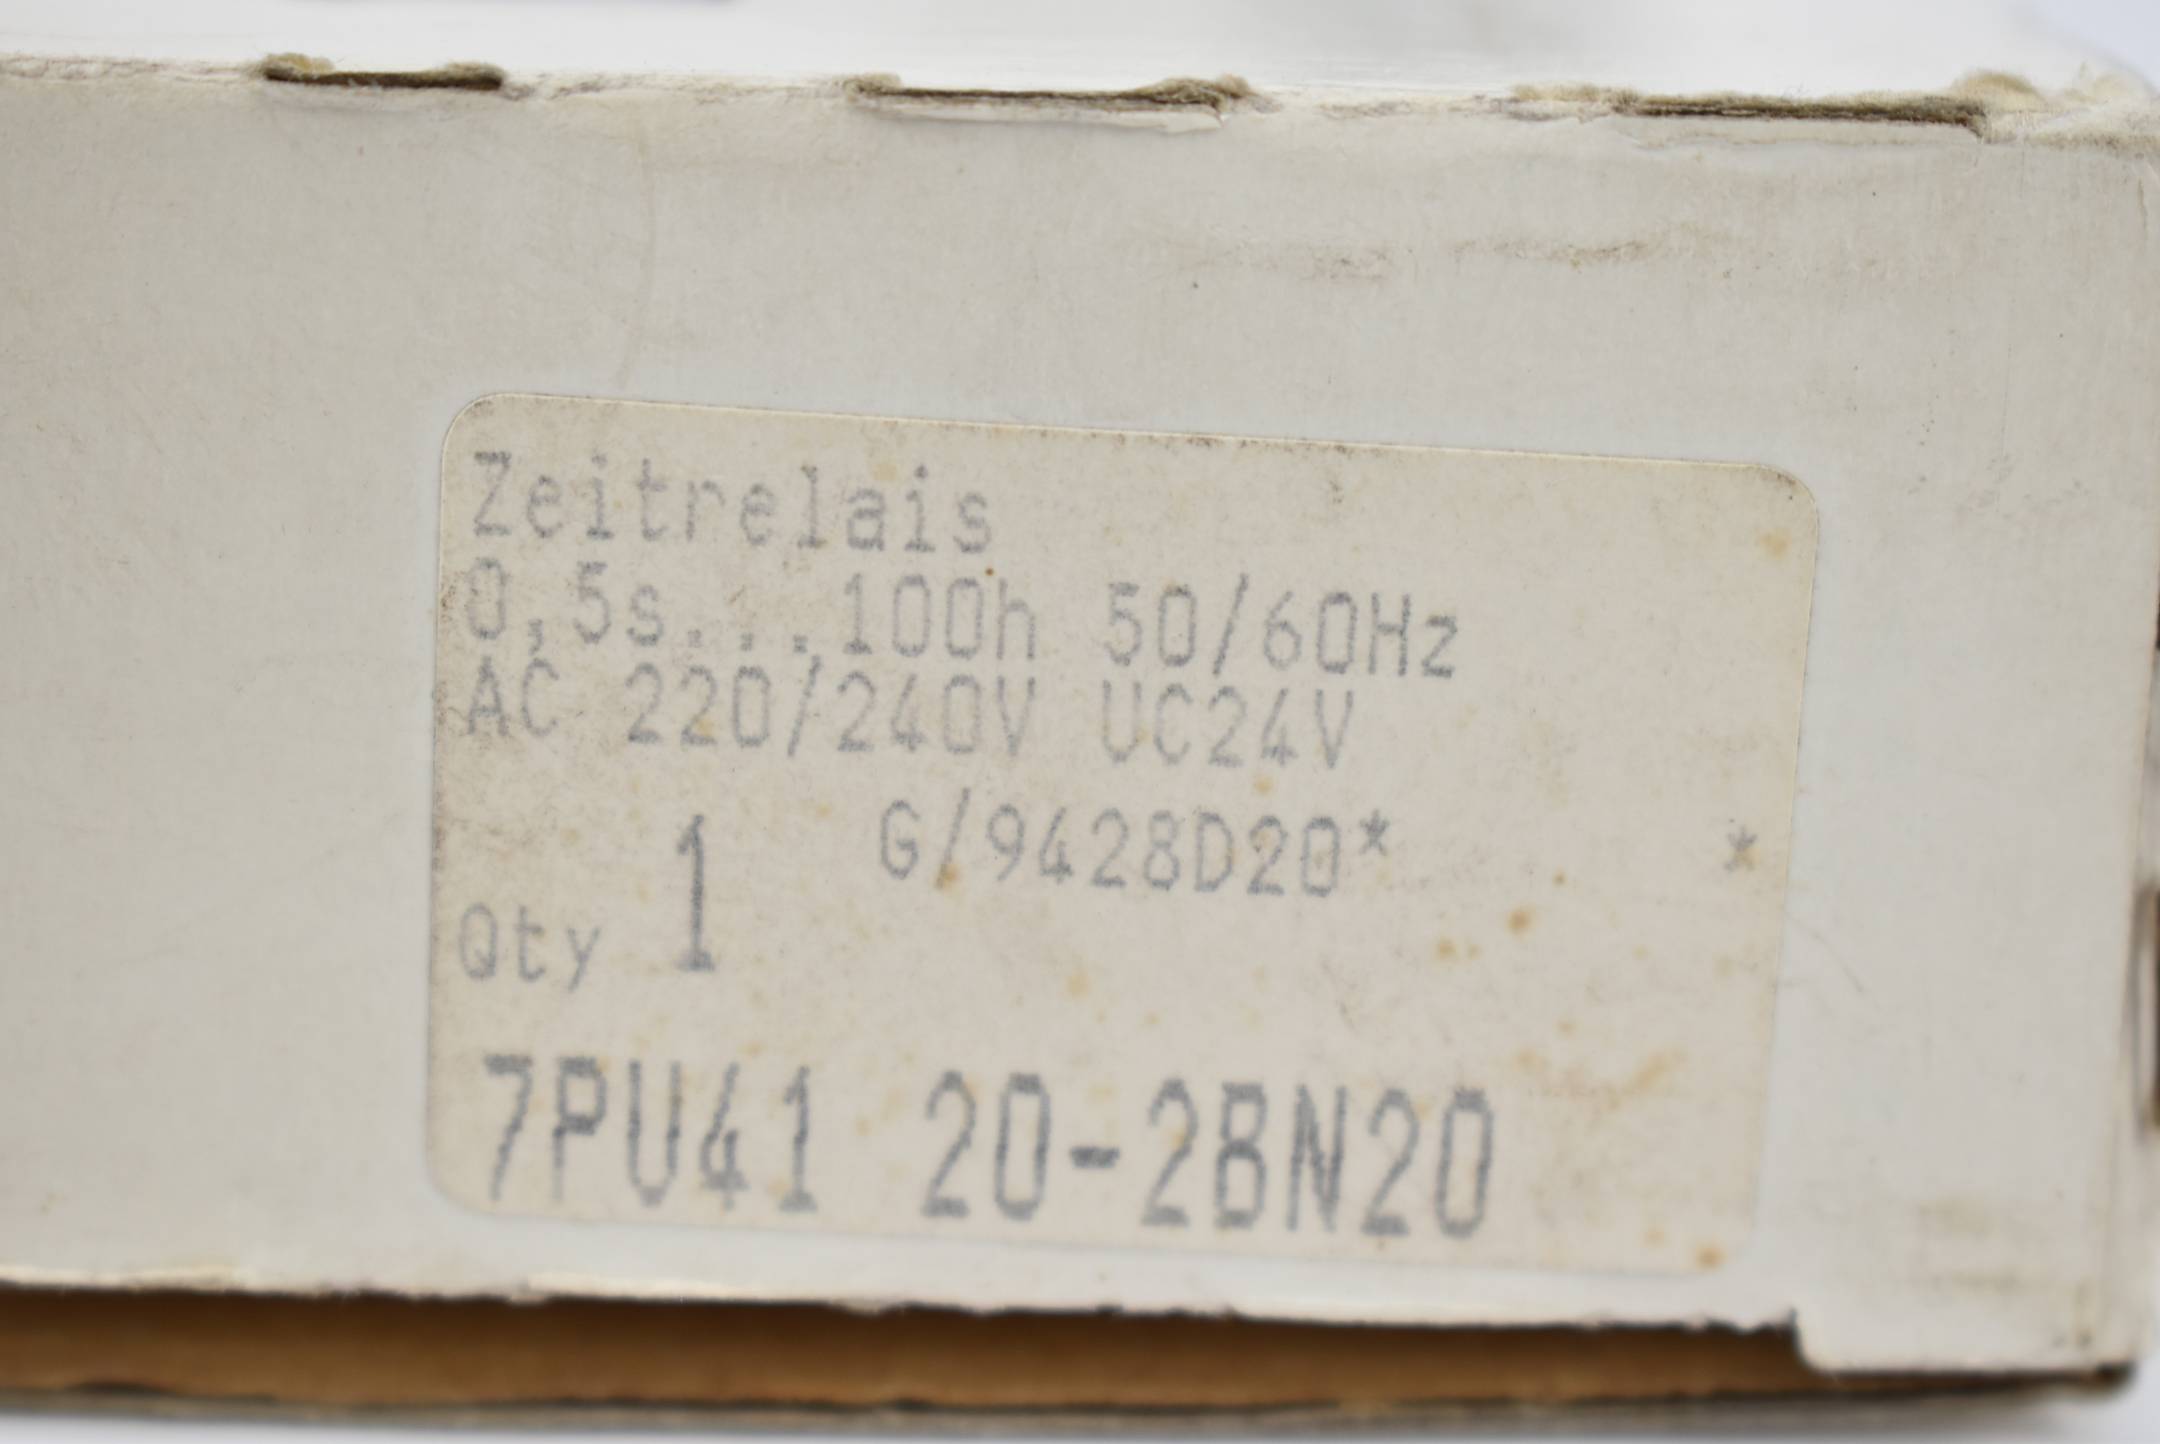 Zeitrelais
0,5s...100h 50/60Hz
AC 220/240V UC24V
G/9428D20* *
Qty 1
7PU41 20-2BN20